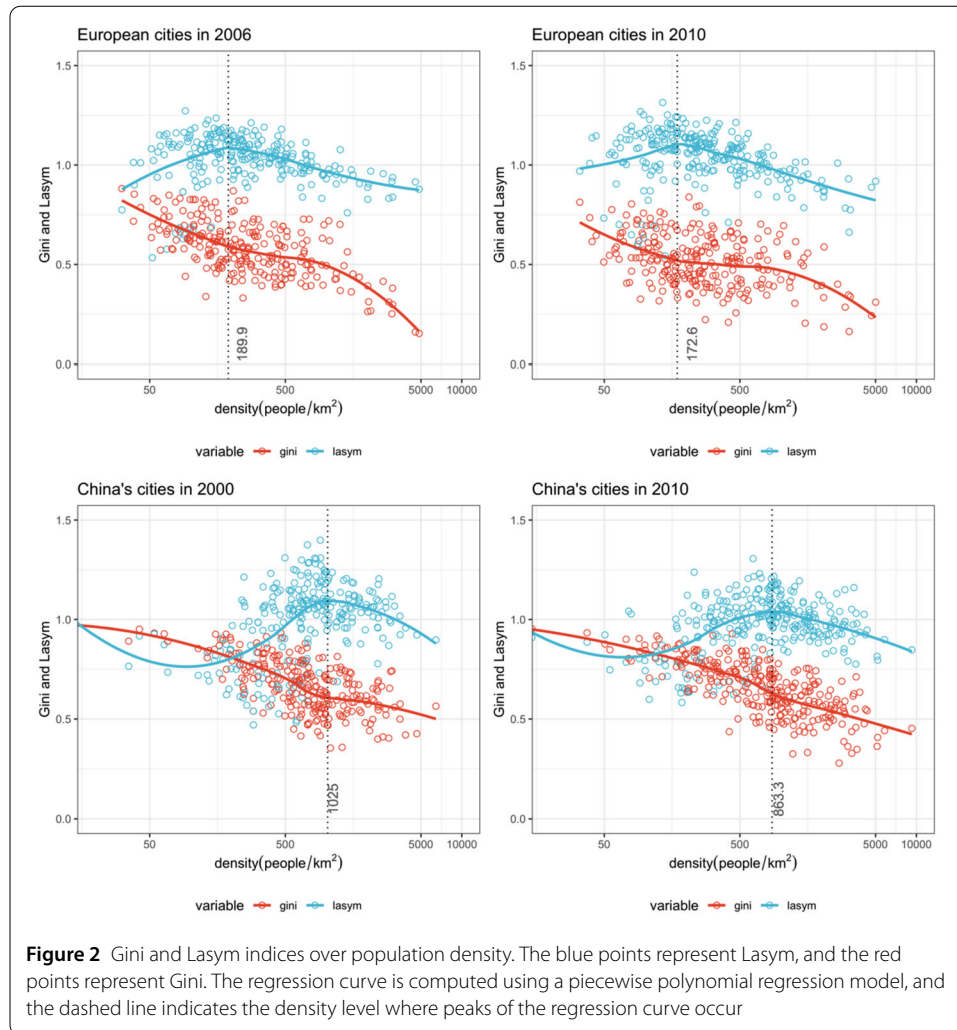 European cities in 2006
1.5
1.0
0.5
0.0
Gini and Lasym
189.9
50
500
5000
10000
density(people/km²)
variable gini lasym
European cities in 2010
1.5
1.0
0.5
0.0
Gini and Lasym
172.6
50
500
5000
10000
density(people/km²)
variable gini lasym
China's cities in 2000
1.5
1.0
0.5
0.0
Gini and Lasym
1025
50
500
5000
10000
density(people/km²)
variable gini lasym
China's cities in 2010
1.5
1.0
0.5
0.0
Gini and Lasym
863.3
50
500
5000
10000
density(people/km²)
variable gini lasym
Figure 2 Gini and Lasym indices over population density. The blue points represent Lasym, and the red
points represent Gini. The regression curve is computed using a piecewise polynomial regression model, and
the dashed line indicates the density level where peaks of the regression curve occur